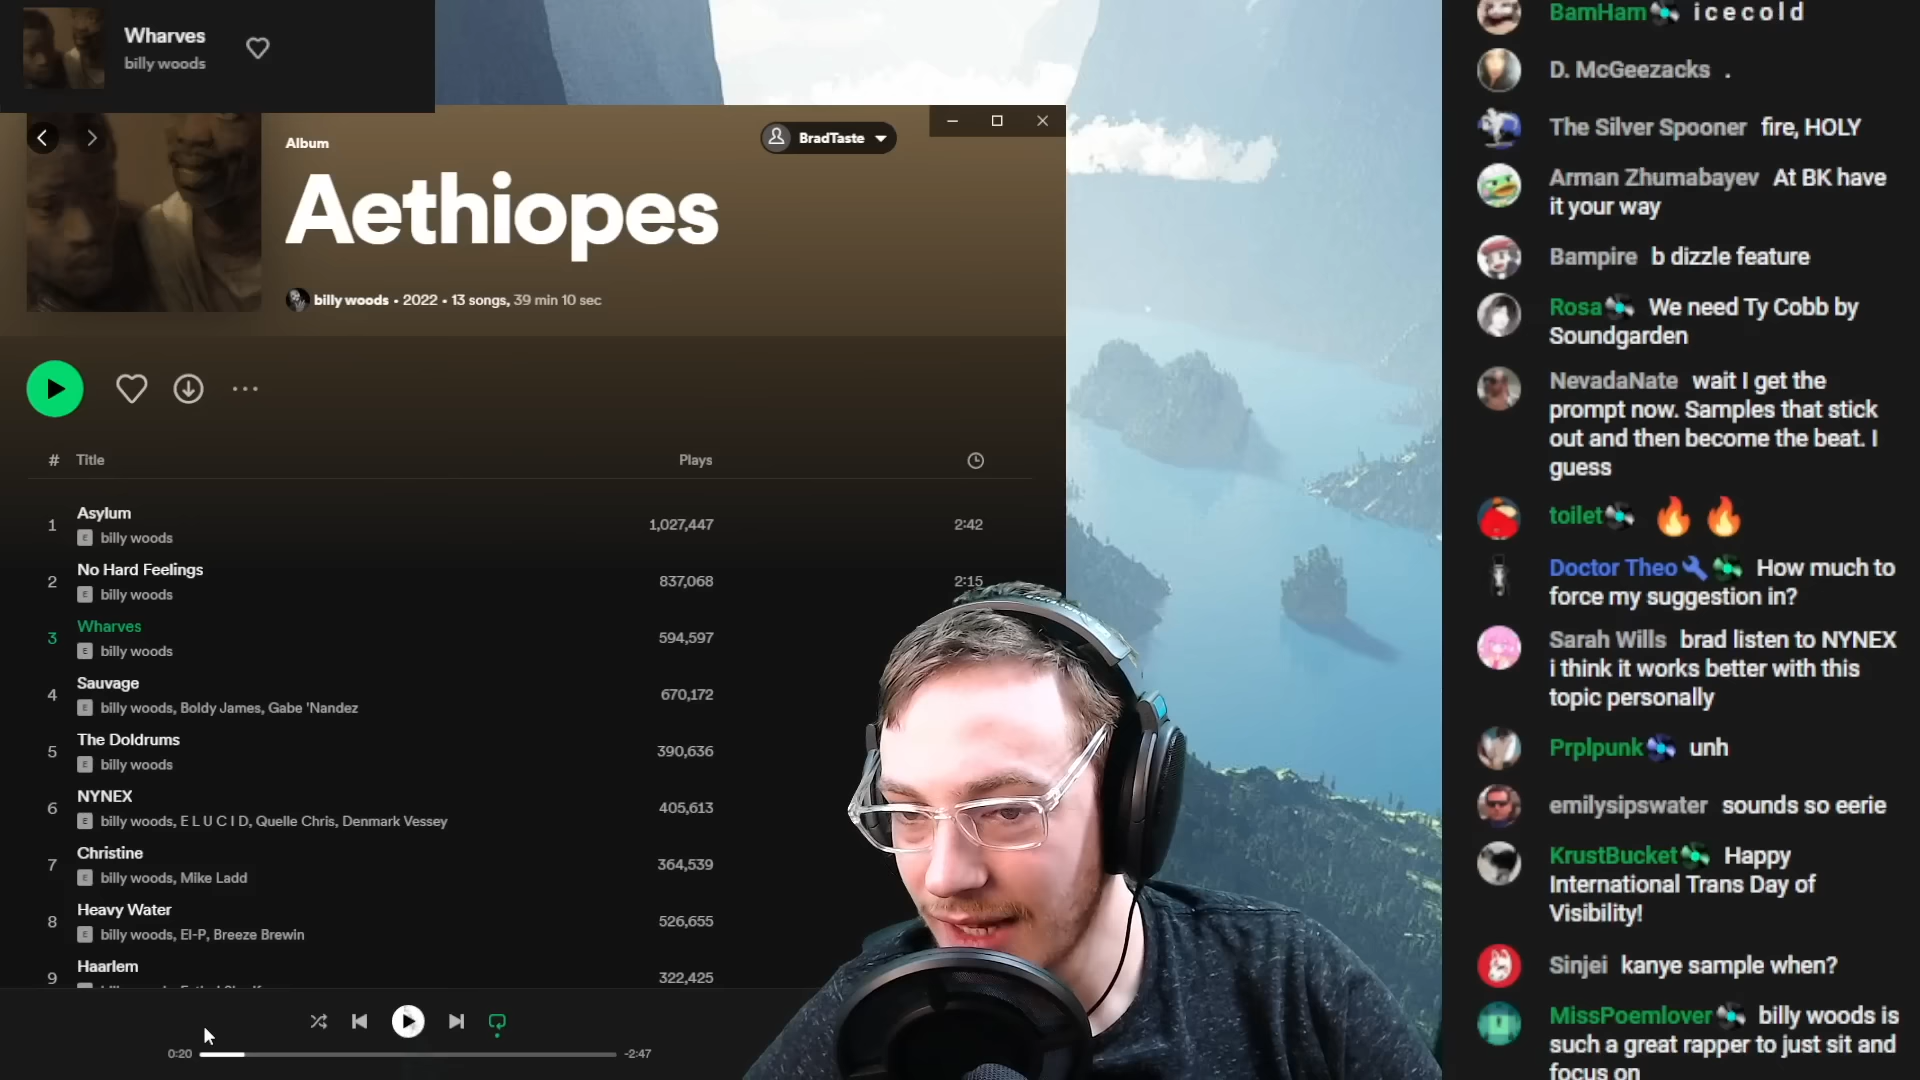 Wharves
billy woods
Album
BradTaste
Aethiopes
billy woods • 2022 • 13 songs, 39 min 10 sec
# Title Plays
1 Asylum 1,027,447 2:42
E billy woods
2 No Hard Feelings 837,068 2:15
E billy woods
3 Wharves 594,597
E billy woods
4 Sauvage 670,172
E billy woods, Boldy James, Gabe 'Nandez
5 The Doldrums 390,636
E billy woods
6 NYNEX 405,613
E billy woods, E L U C I D, Quelle Chris, Denmark Vessey
7 Christine 364,539
E billy woods, Mike Ladd
8 Heavy Water 526,655
E billy woods, El-P, Breeze Brewin
9 Haarlem 322,425
0:20 -2:47
BamHam i c e c o l d
D. McGeezacks .
The Silver Spooner fire, HOLY
Arman Zhumabayev At BK have
it your way
Bampire b dizzle feature
Rosa We need Ty Cobb by
Soundgarden
NevadaNate wait I get the
prompt now. Samples that stick
out and then become the beat. I
guess
toilet 🔥 🔥
Doctor Theo How much to
force my suggestion in?
Sarah Wills brad listen to NYNEX
i think it works better with this
topic personally
Prplpunk unh
emilysipswater sounds so eerie
KrustBucket Happy
International Trans Day of
Visibility!
Sinjei kanye sample when?
MissPoemlover billy woods is
such a great rapper to just sit and
focus on